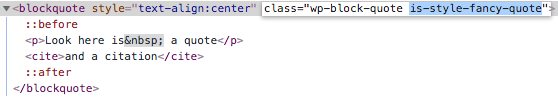 ▼<blockquote style="text-align:center" class="wp-block-quote is-style-fancy-quote">
::before
<p>Look here is&nbsp; a quote</p>
<cite>and a citation</cite>
::after
</blockquote>